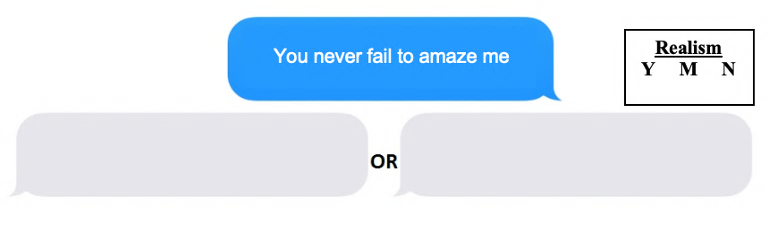 You never fail to amaze me
Realism
Y M N
OR